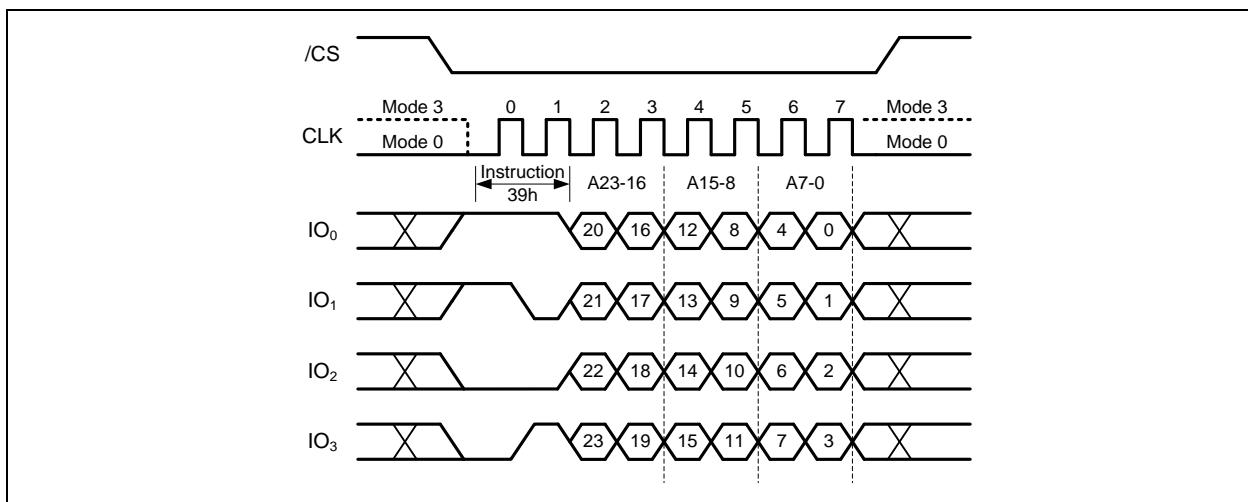 /CS
Mode 3 0 1 2 3 4 5 6 7 Mode 3
CLK Mode 0 Mode 0
Instruction A23-16 A15-8 A7-0
39h
IO₀ 20 16 12 8 4 0
IO₁ 21 17 13 9 5 1
IO₂ 22 18 14 10 6 2
IO₃ 23 19 15 11 7 3